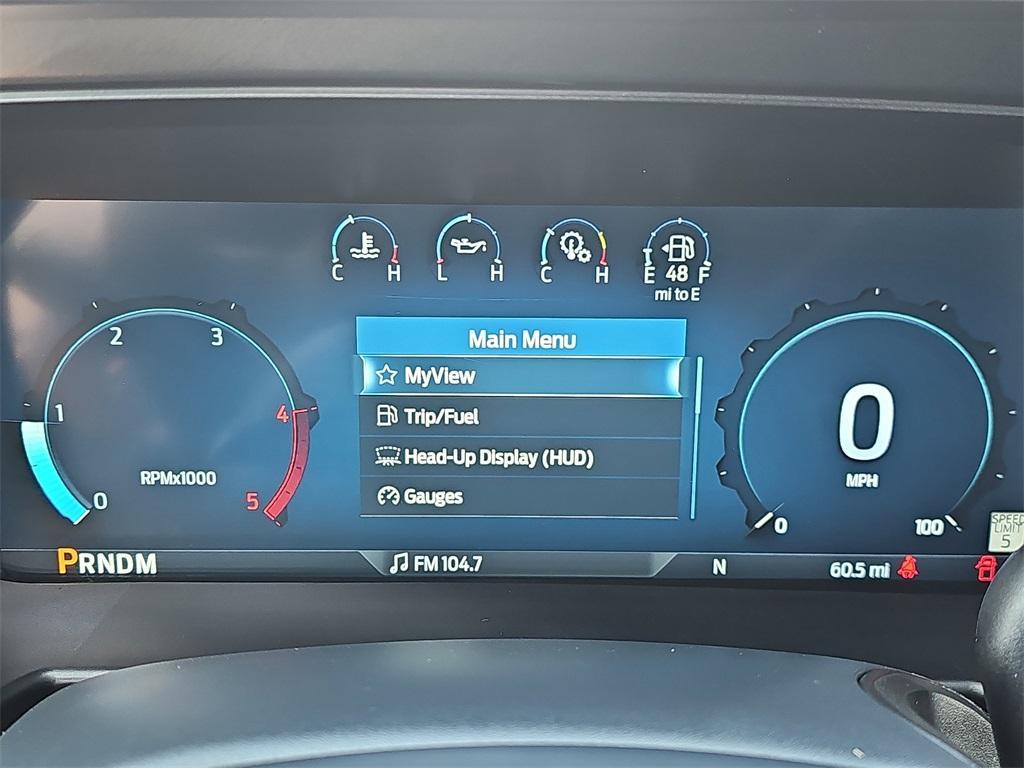 C H
L H
C H
E 48 F
mi to E
2 3
1 4
0 5
RPMx1000
Main Menu
MyView
Trip/Fuel
Head-Up Display (HUD)
Gauges
0
MPH
0 100
SPEED
LIMIT
5
PRNDM
FM 104.7
N
60.5 mi